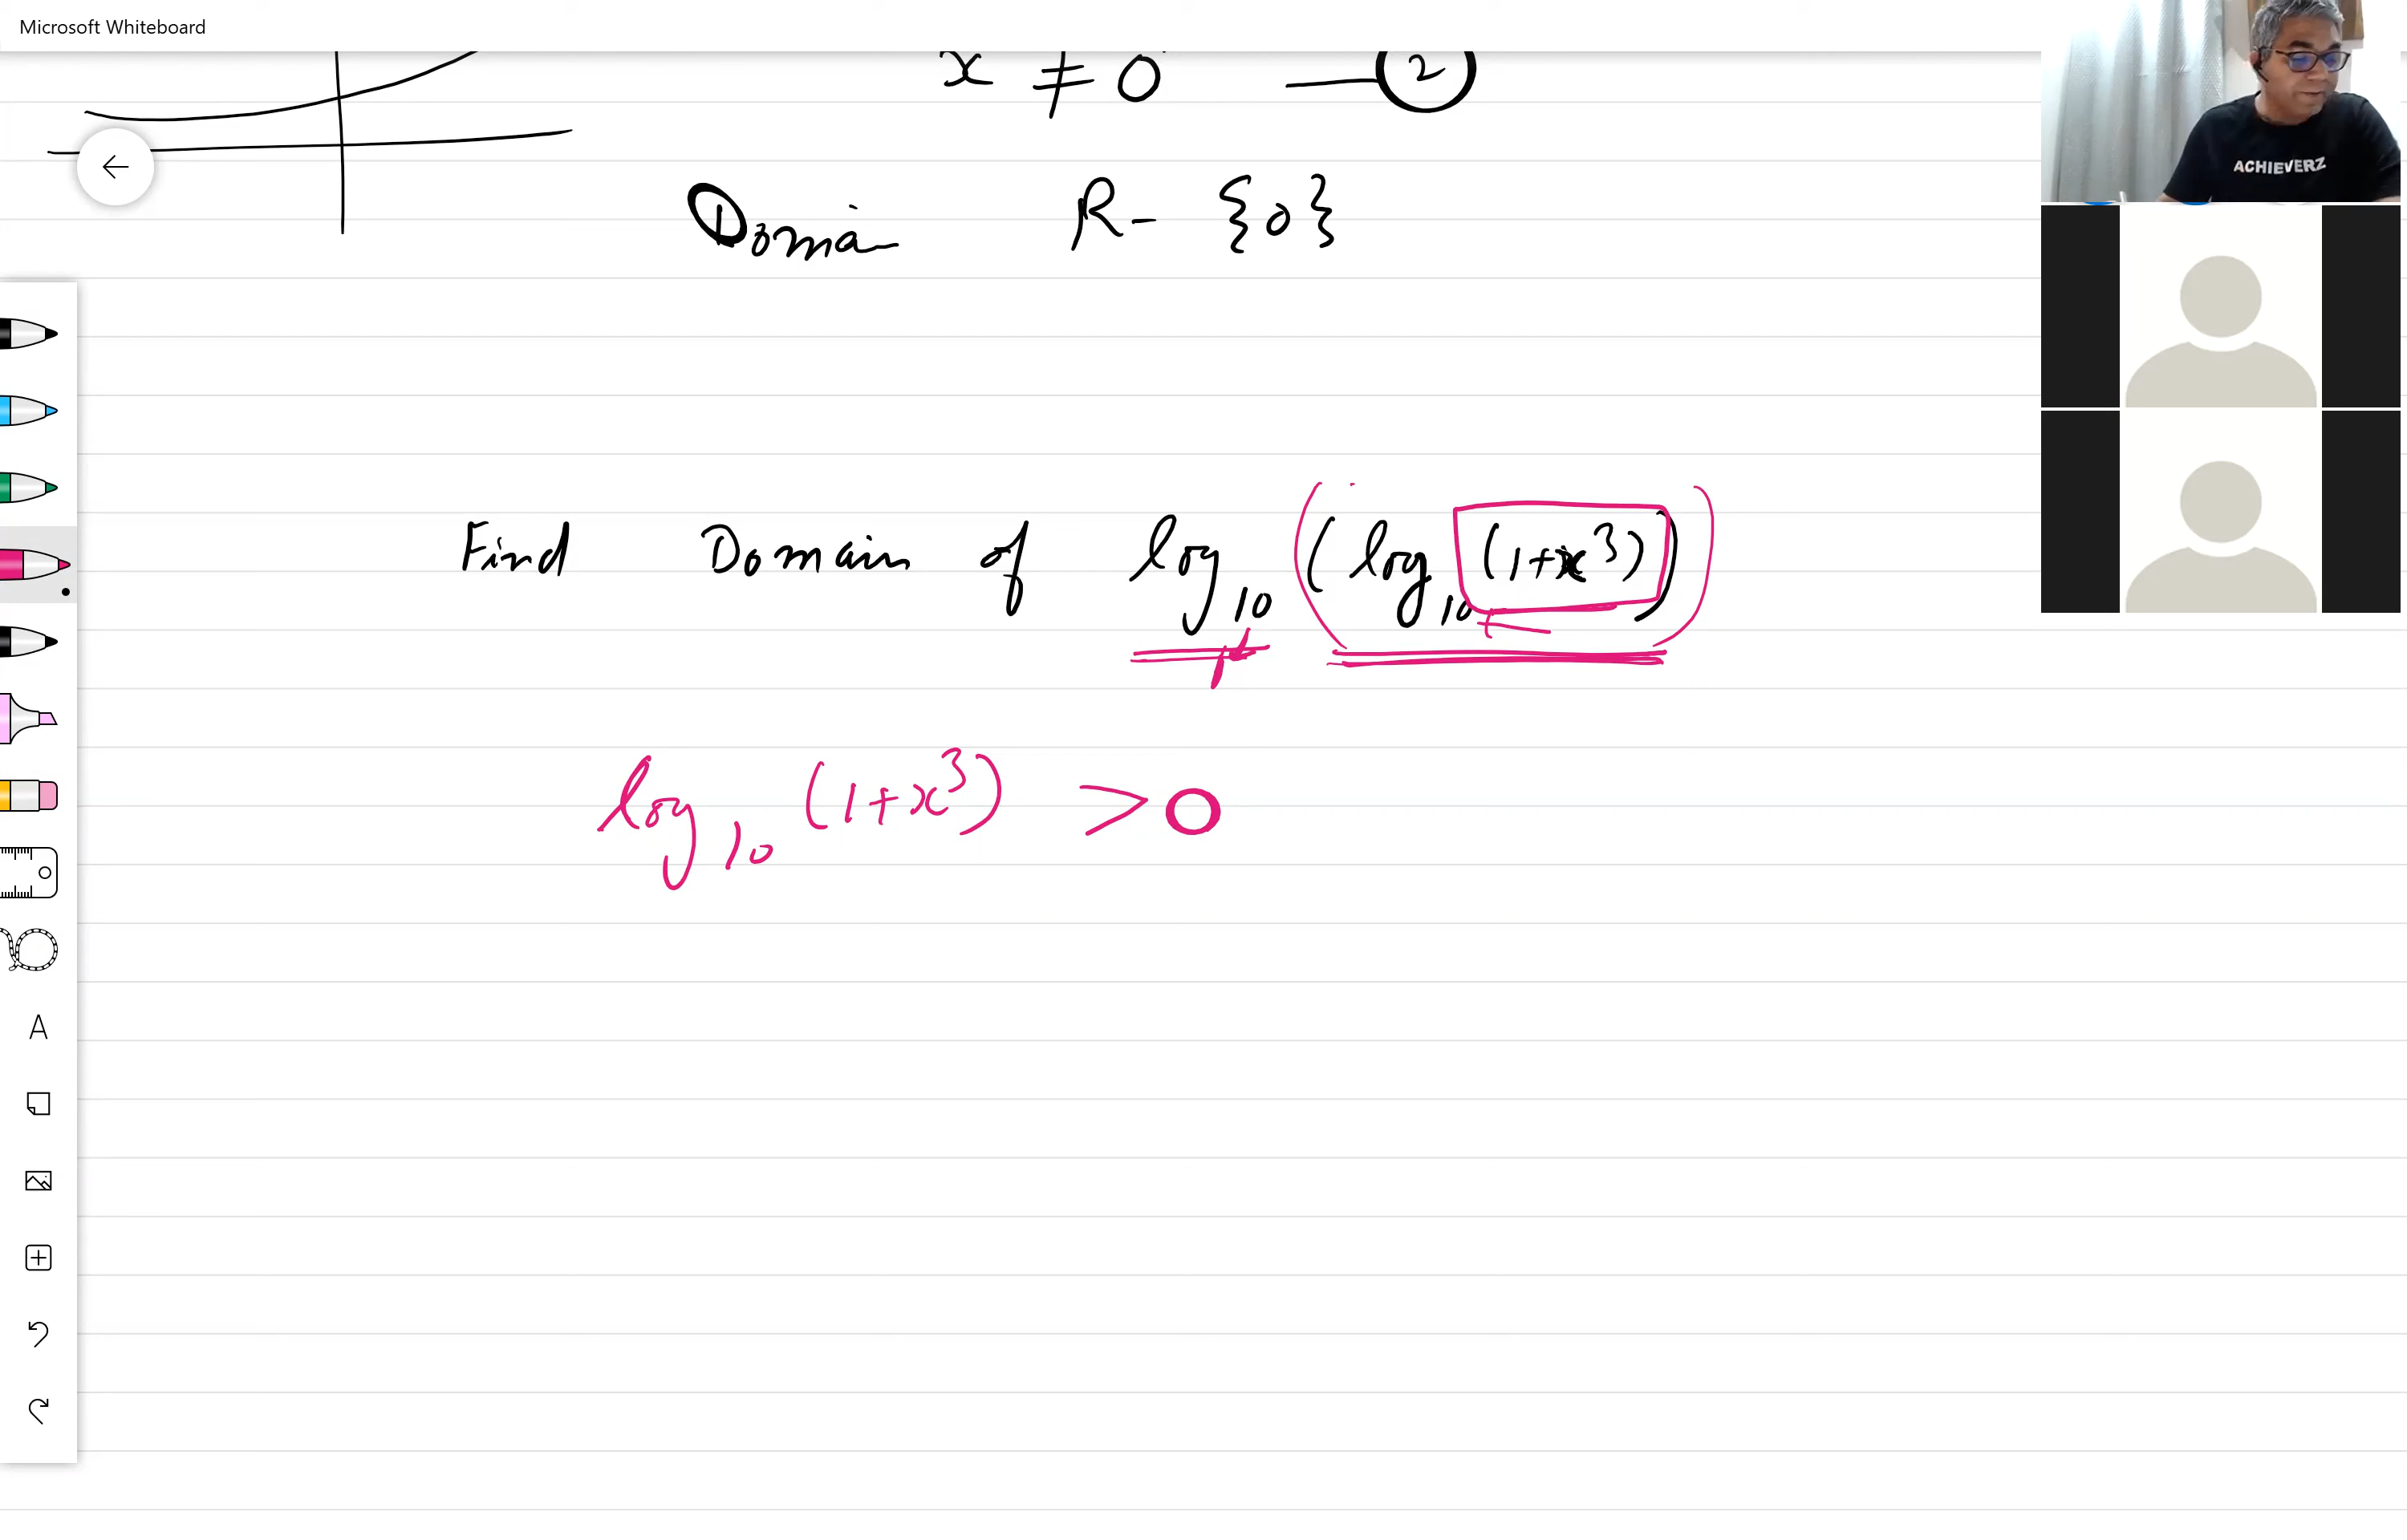 Microsoft Whiteboard
x ≠ 0 — ②
ACHIEVERZ
Domain R - {0}
Find Domain of log₁₀ (log₁₀ (1+x³))
log₁₀ (1+x³) > 0
A